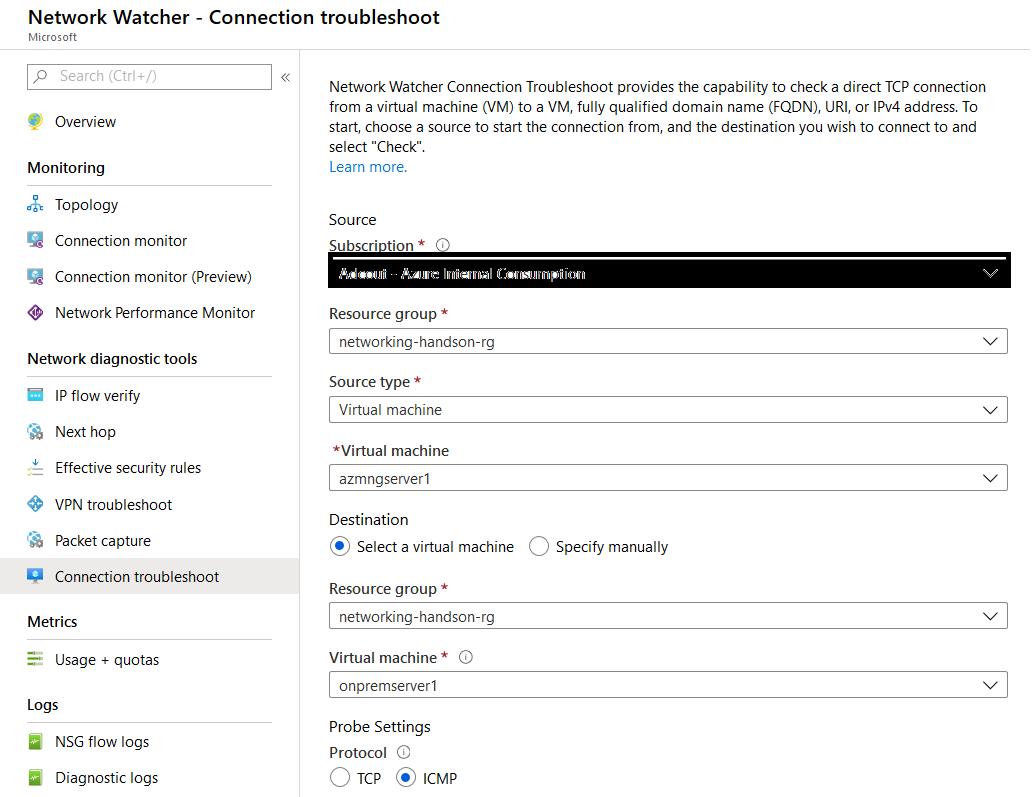 Network Watcher - Connection troubleshoot
Microsoft
Search (Ctrl+/)
Overview
Monitoring
Topology
Connection monitor
Connection monitor (Preview)
Network Performance Monitor
Network diagnostic tools
IP flow verify
Next hop
Effective security rules
VPN troubleshoot
Packet capture
Connection troubleshoot
Metrics
Usage + quotas
Logs
NSG flow logs
Diagnostic logs
Network Watcher Connection Troubleshoot provides the capability to check a direct TCP connection
from a virtual machine (VM) to a VM, fully qualified domain name (FQDN), URI, or IPv4 address. To
start, choose a source to start the connection from, and the destination you wish to connect to and
select "Check".
Learn more.
Source
Subscription *
- Azure Internal Consumption
Resource group *
networking-handson-rg
Source type *
Virtual machine
*Virtual machine
azmngserver1
Destination
Select a virtual machine Specify manually
Resource group *
networking-handson-rg
Virtual machine *
onpremserver1
Probe Settings
Protocol
TCP ICMP